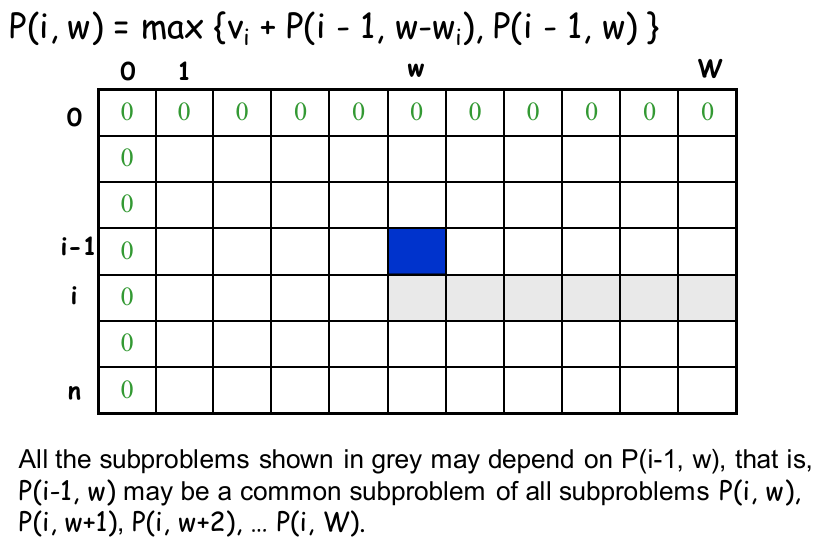 P(i, w) = max {vᵢ + P(i - 1, w-wᵢ), P(i - 1, w) }
0 1 w W
0 0 0 0 0 0 0 0 0 0 0 0
0
0
i-1 0
i 0
0
n 0
All the subproblems shown in grey may depend on P(i-1, w), that is,
P(i-1, w) may be a common subproblem of all subproblems P(i, w),
P(i, w+1), P(i, w+2), ... P(i, W).